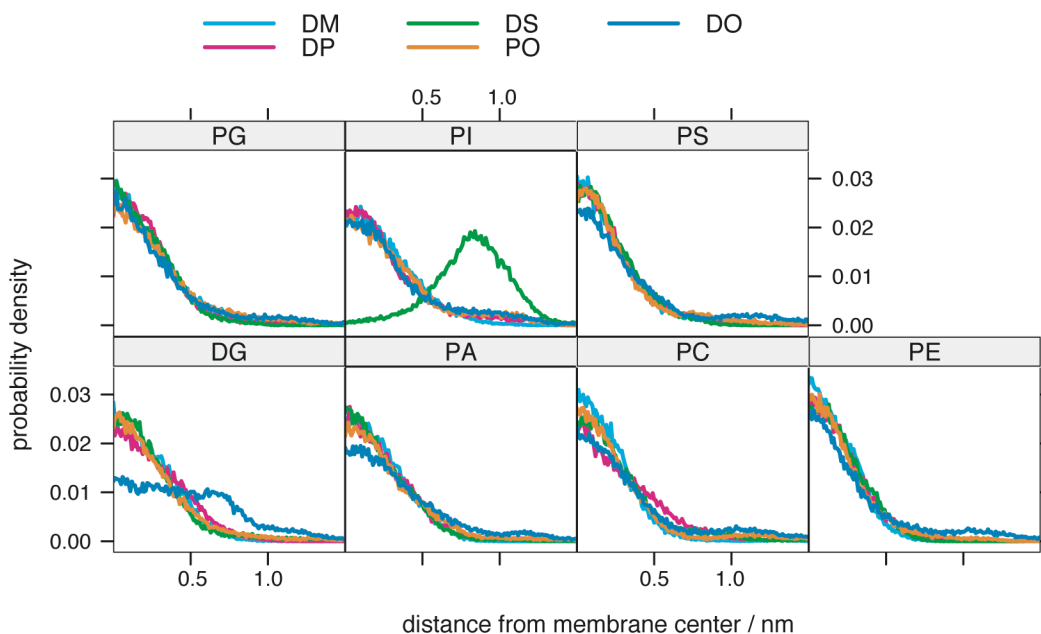 DM DS DO
DP PO
0.5 1.0
PG PI PS
0.03
0.02
0.01
0.00
probability density
DG PA PC PE
0.03
0.02
0.01
0.00
0.5 1.0 0.5 1.0
distance from membrane center / nm